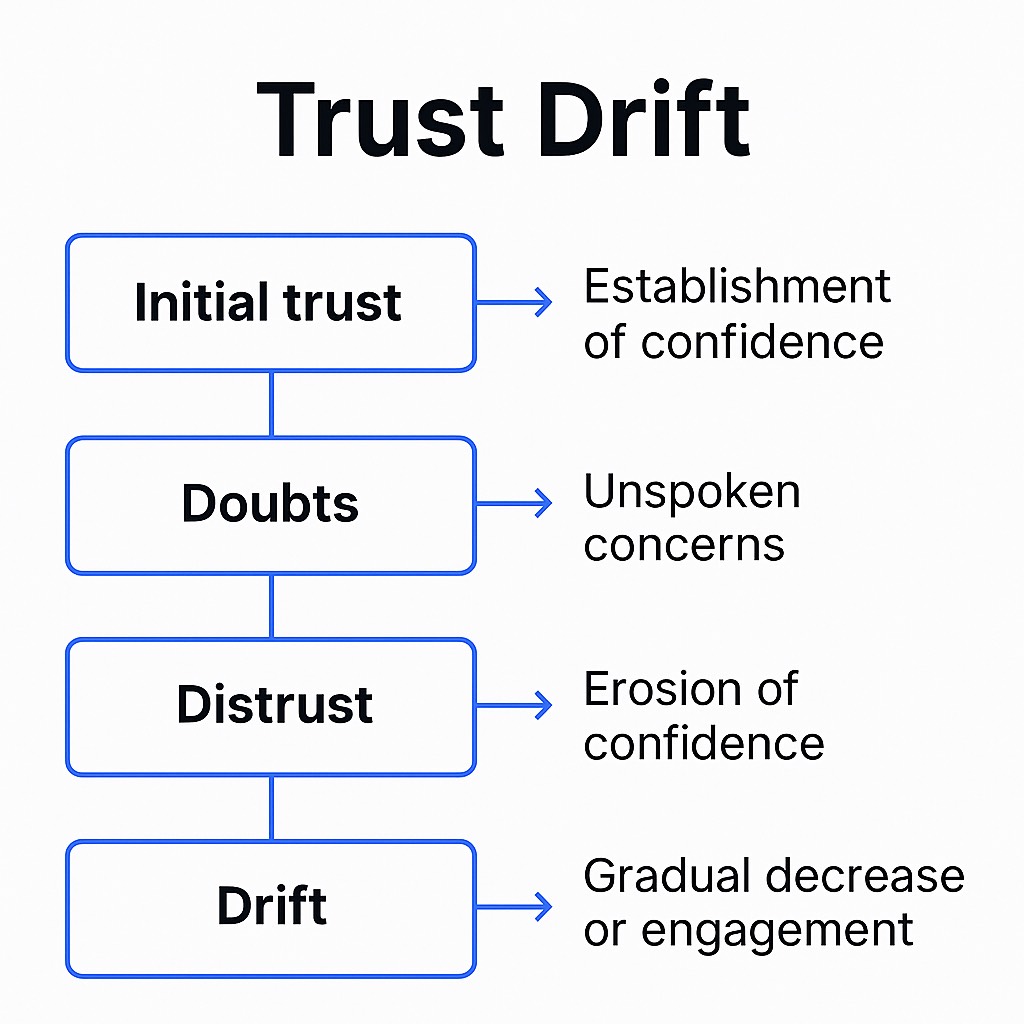 Trust Drift
Initial trust
Establishment
of confidence
Doubts
Unspoken
concerns
Distrust
Erosion of
confidence
Drift
Gradual decrease
or engagement